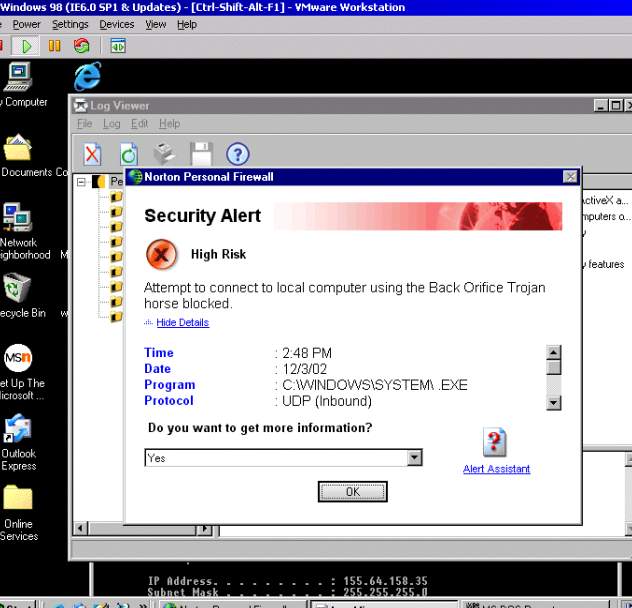 Windows 98 (IE6.0 SP1 & Updates) - [Ctrl-Shift-Alt-F1] - VMware Workstation
Power Settings Devices View Help
Computer
Log Viewer
File Log Edit Help
Documents
Norton Personal Firewall
Security Alert
High Risk
Attempt to connect to local computer using the Back Orifice Trojan
horse blocked.
Hide Details
Time : 2:48 PM
Date : 12/3/02
Program : C:\WINDOWS\SYSTEM\ .EXE
Protocol : UDP (Inbound)
Do you want to get more information?
Yes
Alert Assistant
OK
features
Network
ighborhood
ecycle Bin
msn
et Up The
icrosoft ...
Outlook
Express
Online
Services
IP Address. . . . . . . . . : 155.64.158.35
Subnet Mask . . . . . . . . : 255.255.255.0